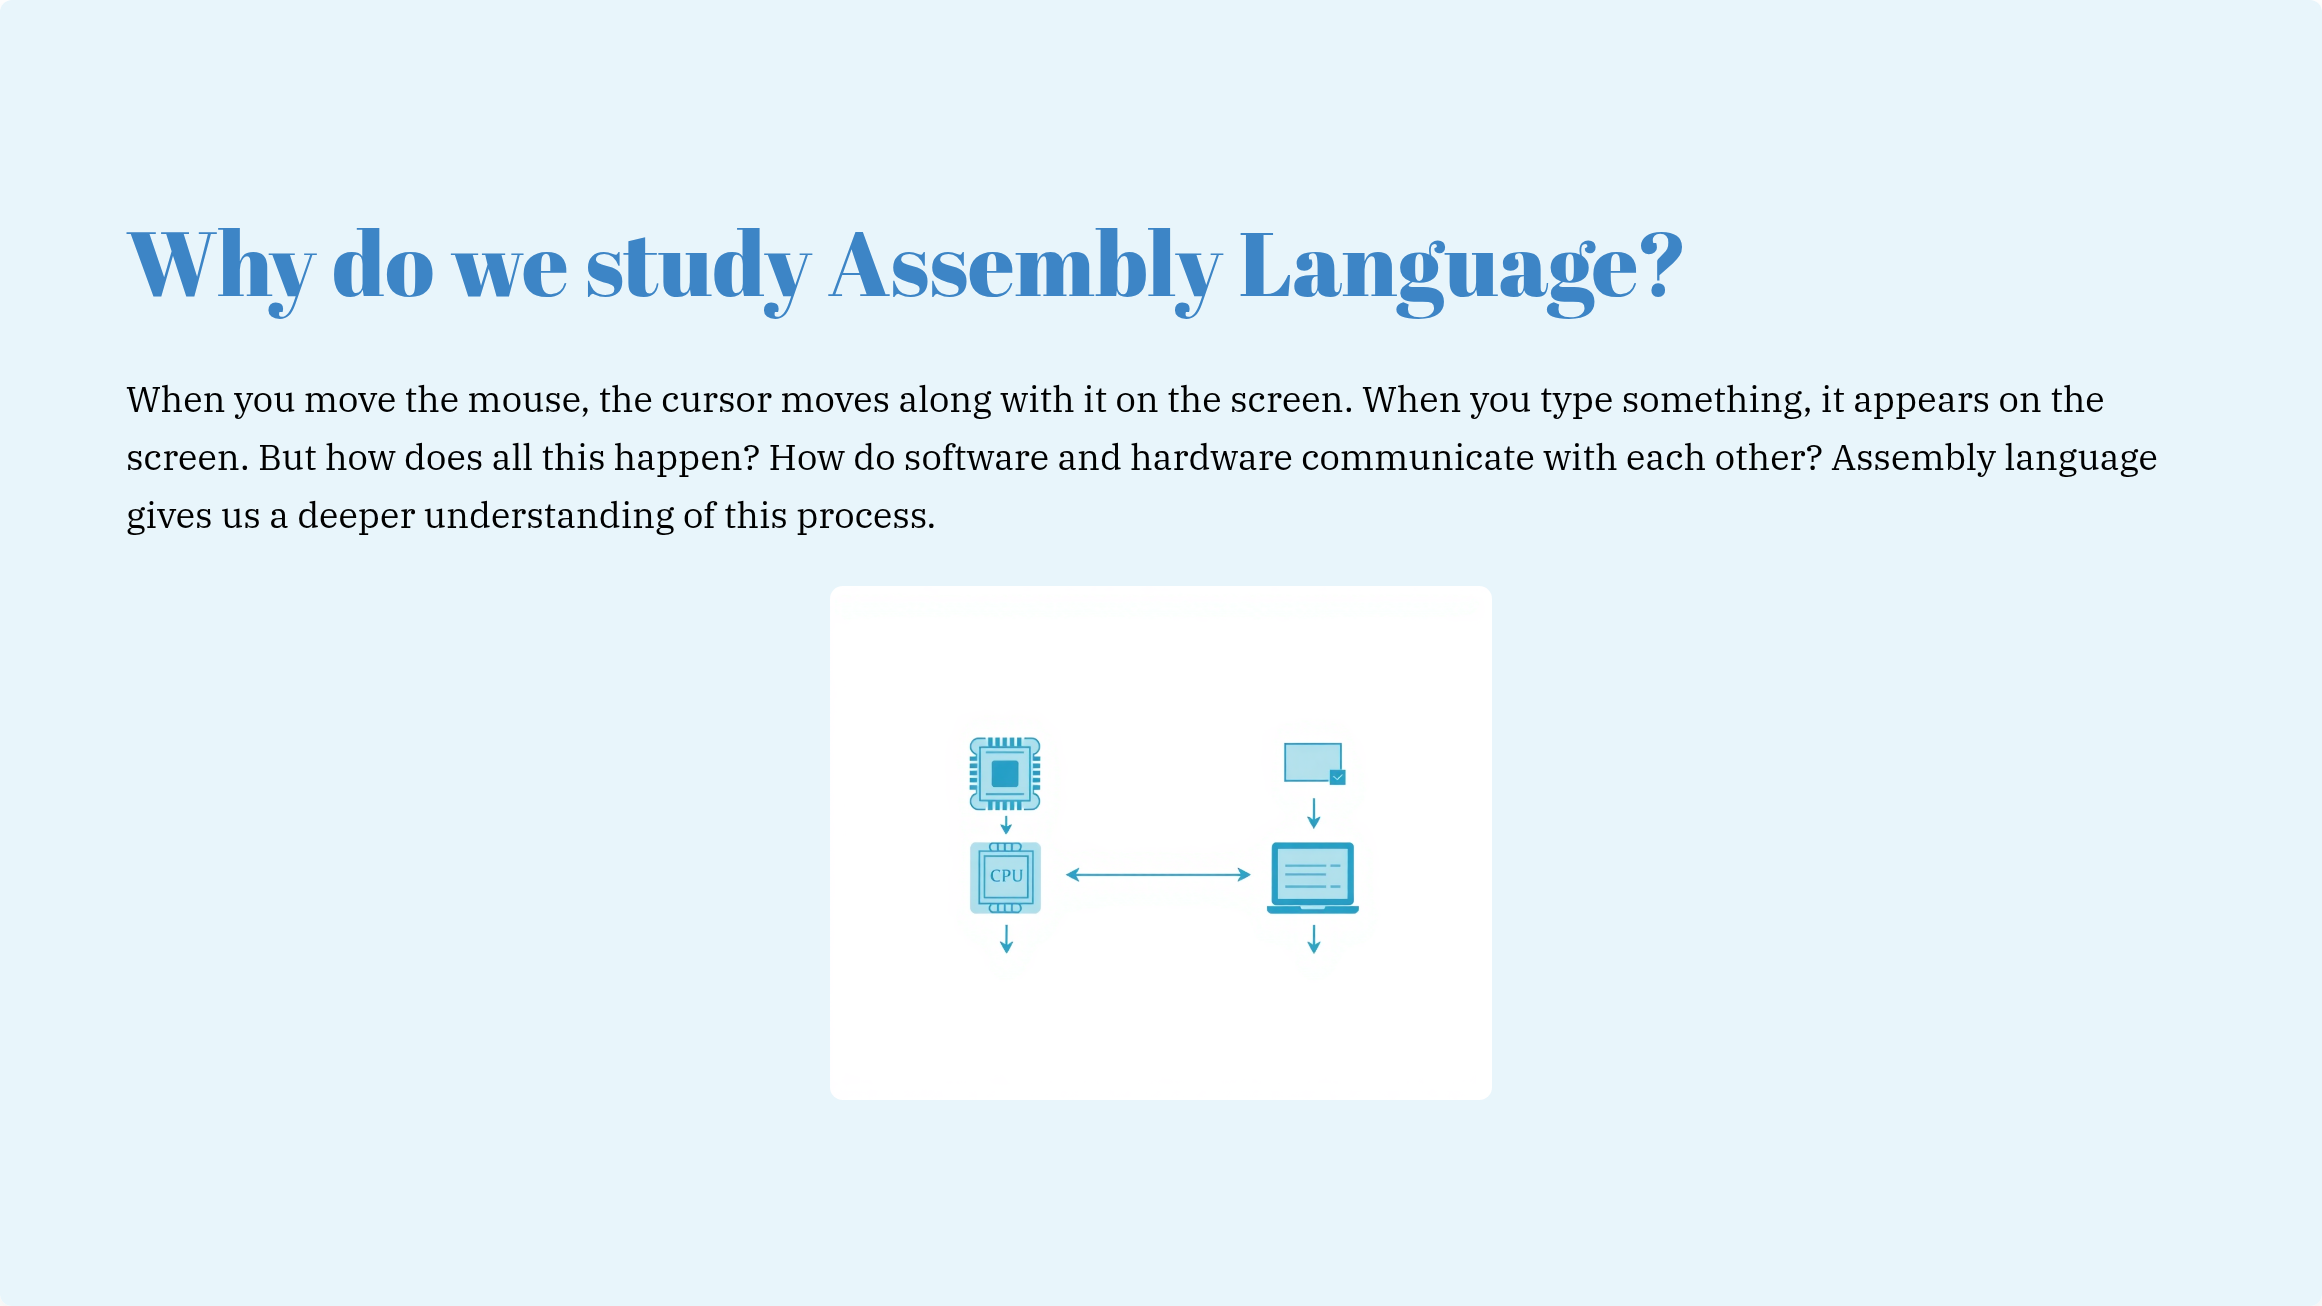 Why do we study Assembly Language?
When you move the mouse, the cursor moves along with it on the screen. When you type something, it appears on the
screen. But how does all this happen? How do software and hardware communicate with each other? Assembly language
gives us a deeper understanding of this process.
CPU